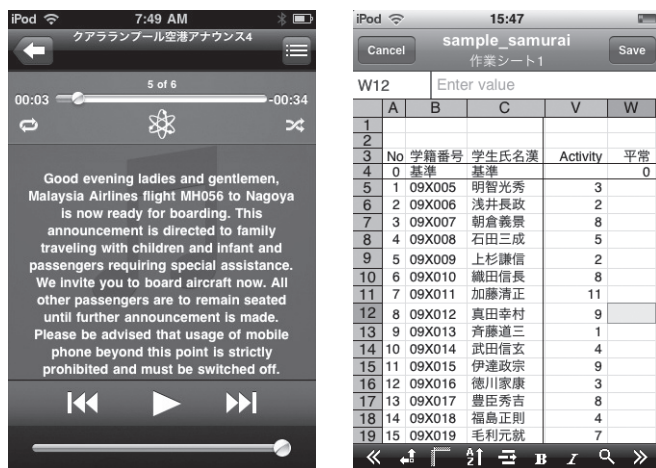 iPod 7:49 AM
クアラランプール空港アナウンス4
5 of 6
00:03 -00:34
Good evening ladies and gentlemen,
Malaysia Airlines flight MH056 to Nagoya
is now ready for boarding. This
announcement is directed to family
traveling with children and infant and
passengers requiring special assistance.
We invite you to board aircraft now. All
other passengers are to remain seated
until further announcement is made.
Please be advised that usage of mobile
phone beyond this point is strictly
prohibited and must be switched off.
iPod 15:47
Cancel sample_samurai Save
作業シート1
W12 Enter value
A B C V W
1
2
3 No 学籍番号 学生氏名漢 Activity 平常
4 0 基準 基準 0
5 1 09X005 明智光秀 3
6 2 09X006 浅井長政 2
7 3 09X007 朝倉義景 8
8 4 09X008 石田三成 5
9 5 09X009 上杉謙信 2
10 6 09X010 織田信長 8
11 7 09X011 加藤清正 11
12 8 09X012 真田幸村 9
13 9 09X013 斉藤道三 1
14 10 09X014 武田信玄 4
15 11 09X015 伊達政宗 9
16 12 09X016 徳川家康 3
17 13 09X017 豊臣秀吉 8
18 14 09X018 福島正則 4
19 15 09X019 毛利元就 7
A Z B I